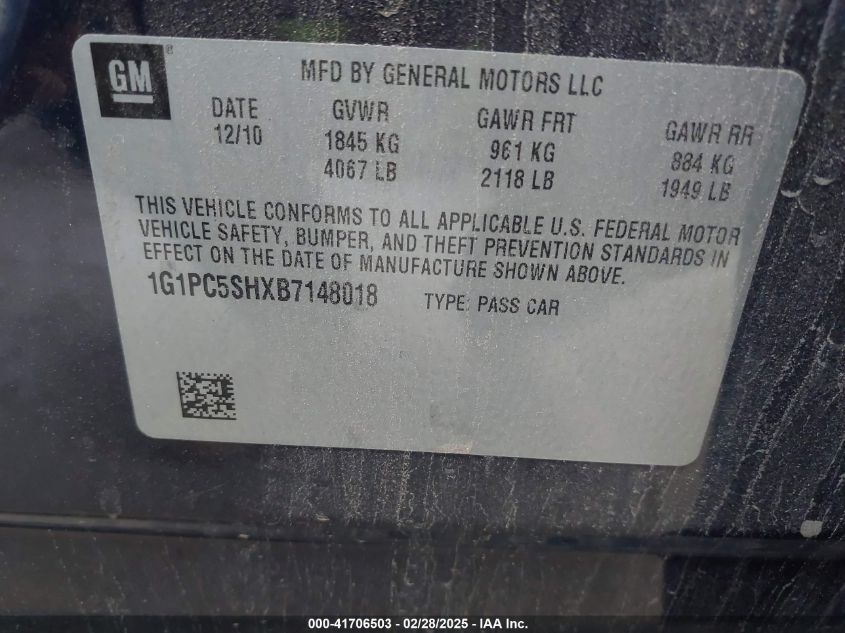 GM ®
MFD BY GENERAL MOTORS LLC
DATE GVWR GAWR FRT GAWR RR
12/10 1845 KG 961 KG 884 KG
4067 LB 2118 LB 1949 LB
THIS VEHICLE CONFORMS TO ALL APPLICABLE U.S. FEDERAL MOTOR
VEHICLE SAFETY, BUMPER, AND THEFT PREVENTION STANDARDS IN
EFFECT ON THE DATE OF MANUFACTURE SHOWN ABOVE.
1G1PC5SHXB7148018 TYPE: PASS CAR
000-41706503 - 02/28/2025 - IAA Inc.